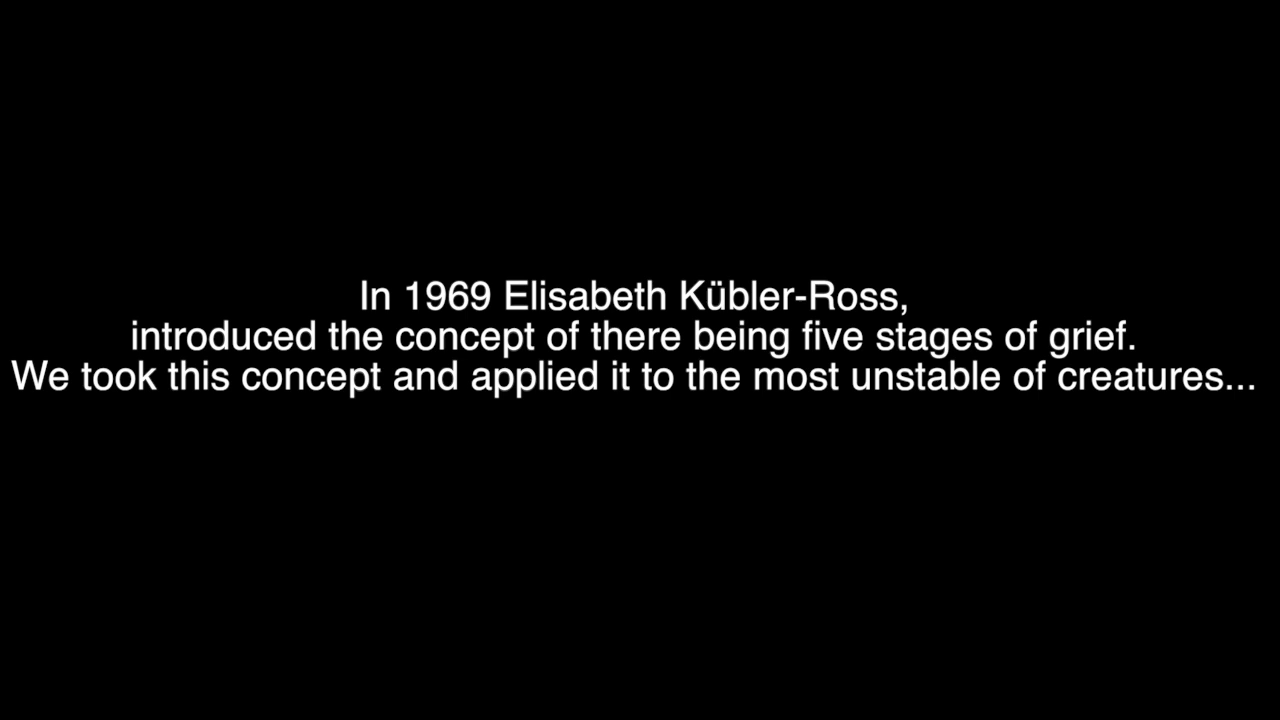 In 1969 Elisabeth Kübler-Ross,
introduced the concept of there being five stages of grief.
We took this concept and applied it to the most unstable of creatures...